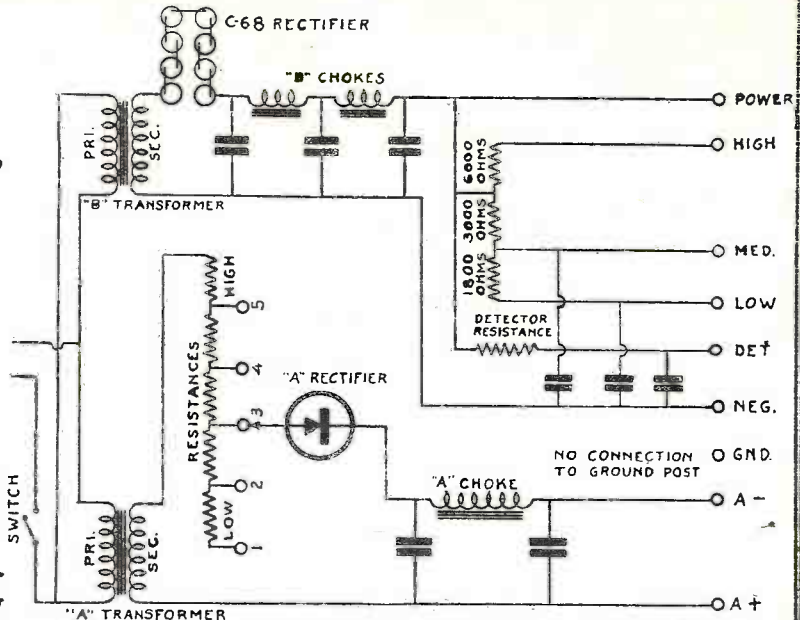 C-68 RECTIFIER
"B" CHOKES
POWER
HIGH
PRI.
SEC.
6000
OHMS
"B" TRANSFORMER
3000
OHMS
MED.
1800
OHMS
LOW
HIGH
5
DETECTOR
RESISTANCE
DET
RESISTANCES
4
"A" RECTIFIER
3
NEG.
NO CONNECTION
TO GROUND POST
GND.
2
"A" CHOKE
A -
SWITCH
PRI.
SEC.
LOW
1
"A" TRANSFORMER
A +